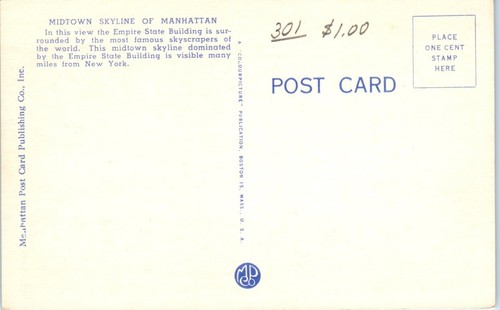 MIDTOWN SKYLINE OF MANHATTAN
In this view the Empire State Building is sur-
rounded by the most famous skyscrapers of
the world. This midtown skyline dominated
by the Empire State Building is visible many
miles from New York.
Manhattan Post Card Publishing Co., Inc.
A "COLOURPICTURE" PUBLICATION, BOSTON 15, MASS., U. S. A.
301 $1.00
POST CARD
PLACE
ONE CENT
STAMP
HERE
MPCo